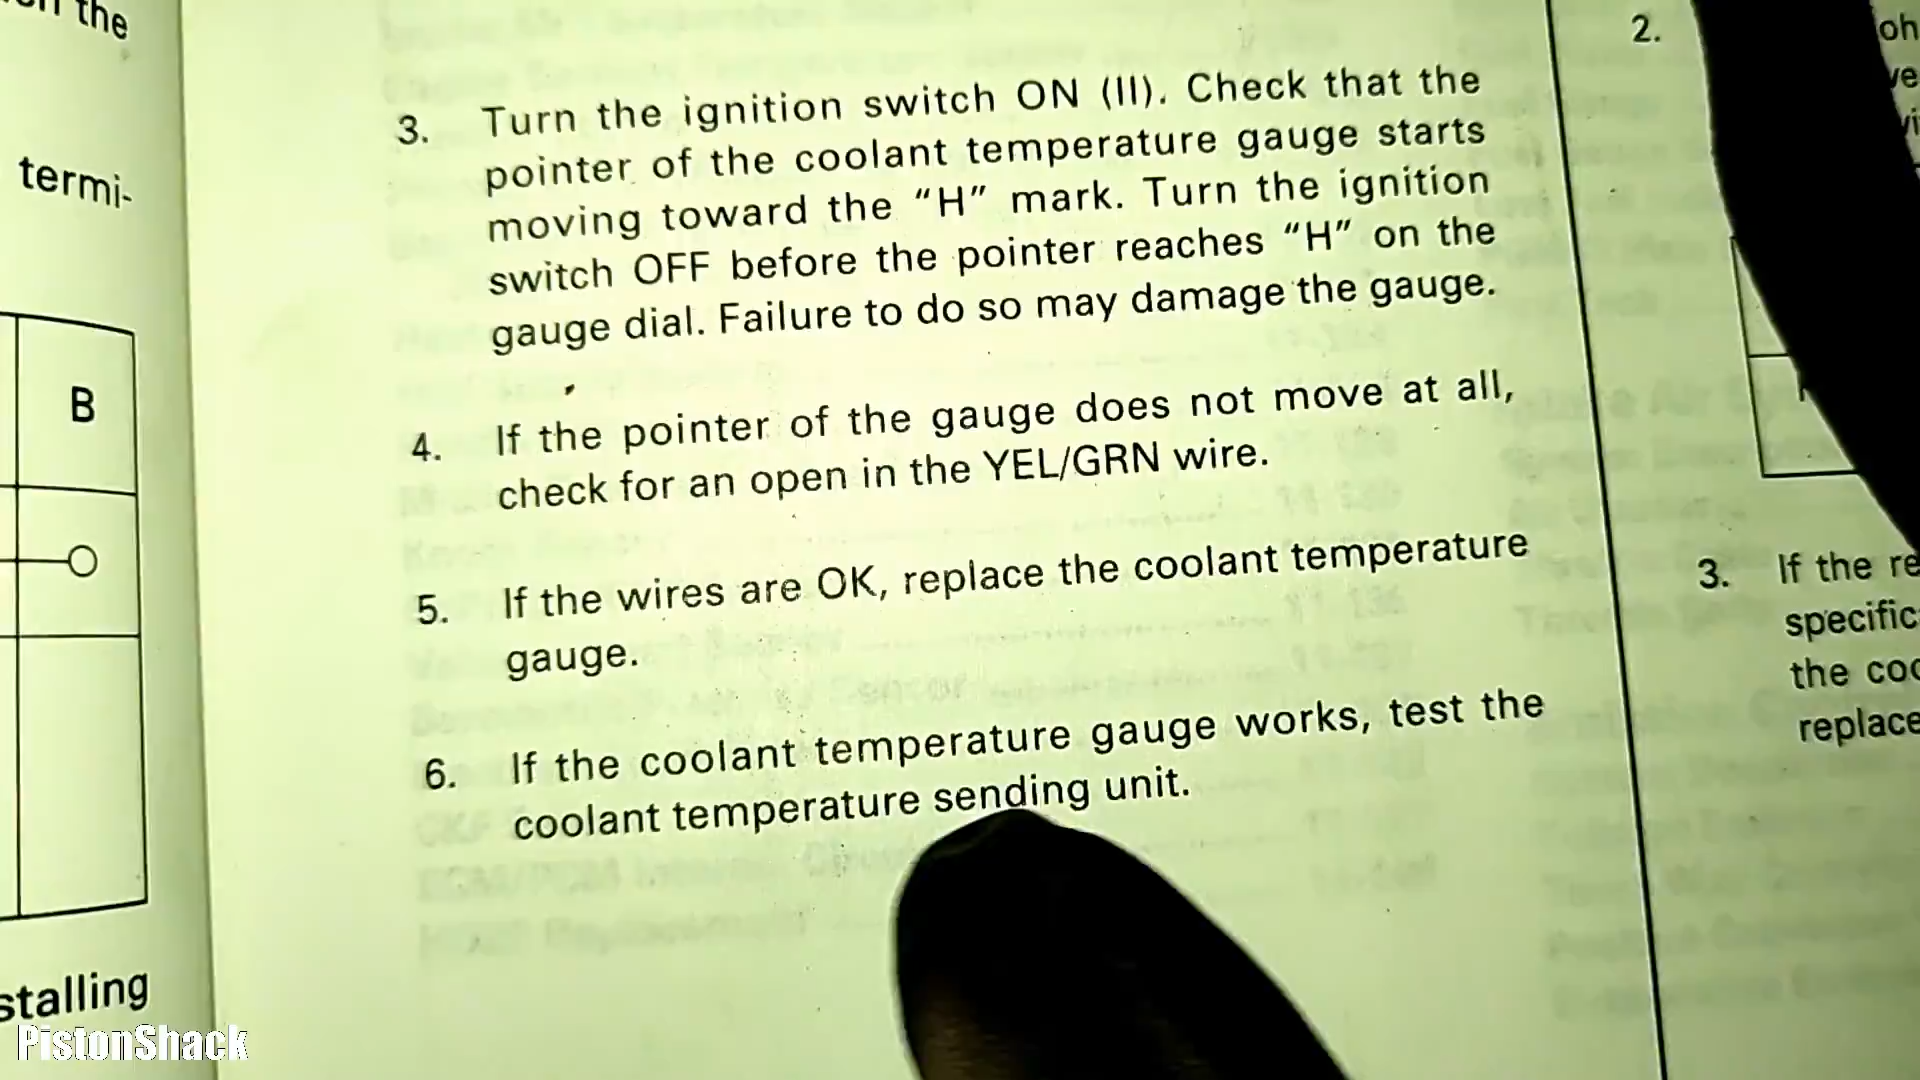 the
termi-
B
stalling
3. Turn the ignition switch ON (II). Check that the
pointer of the coolant temperature gauge starts
moving toward the "H" mark. Turn the ignition
switch OFF before the pointer reaches "H" on the
gauge dial. Failure to do so may damage the gauge.
4. If the pointer of the gauge does not move at all,
check for an open in the YEL/GRN wire.
5. If the wires are OK, replace the coolant temperature
gauge.
6. If the coolant temperature gauge works, test the
coolant temperature sending unit.
2.
3. If the re
specific
the coo
replace
PistonShack